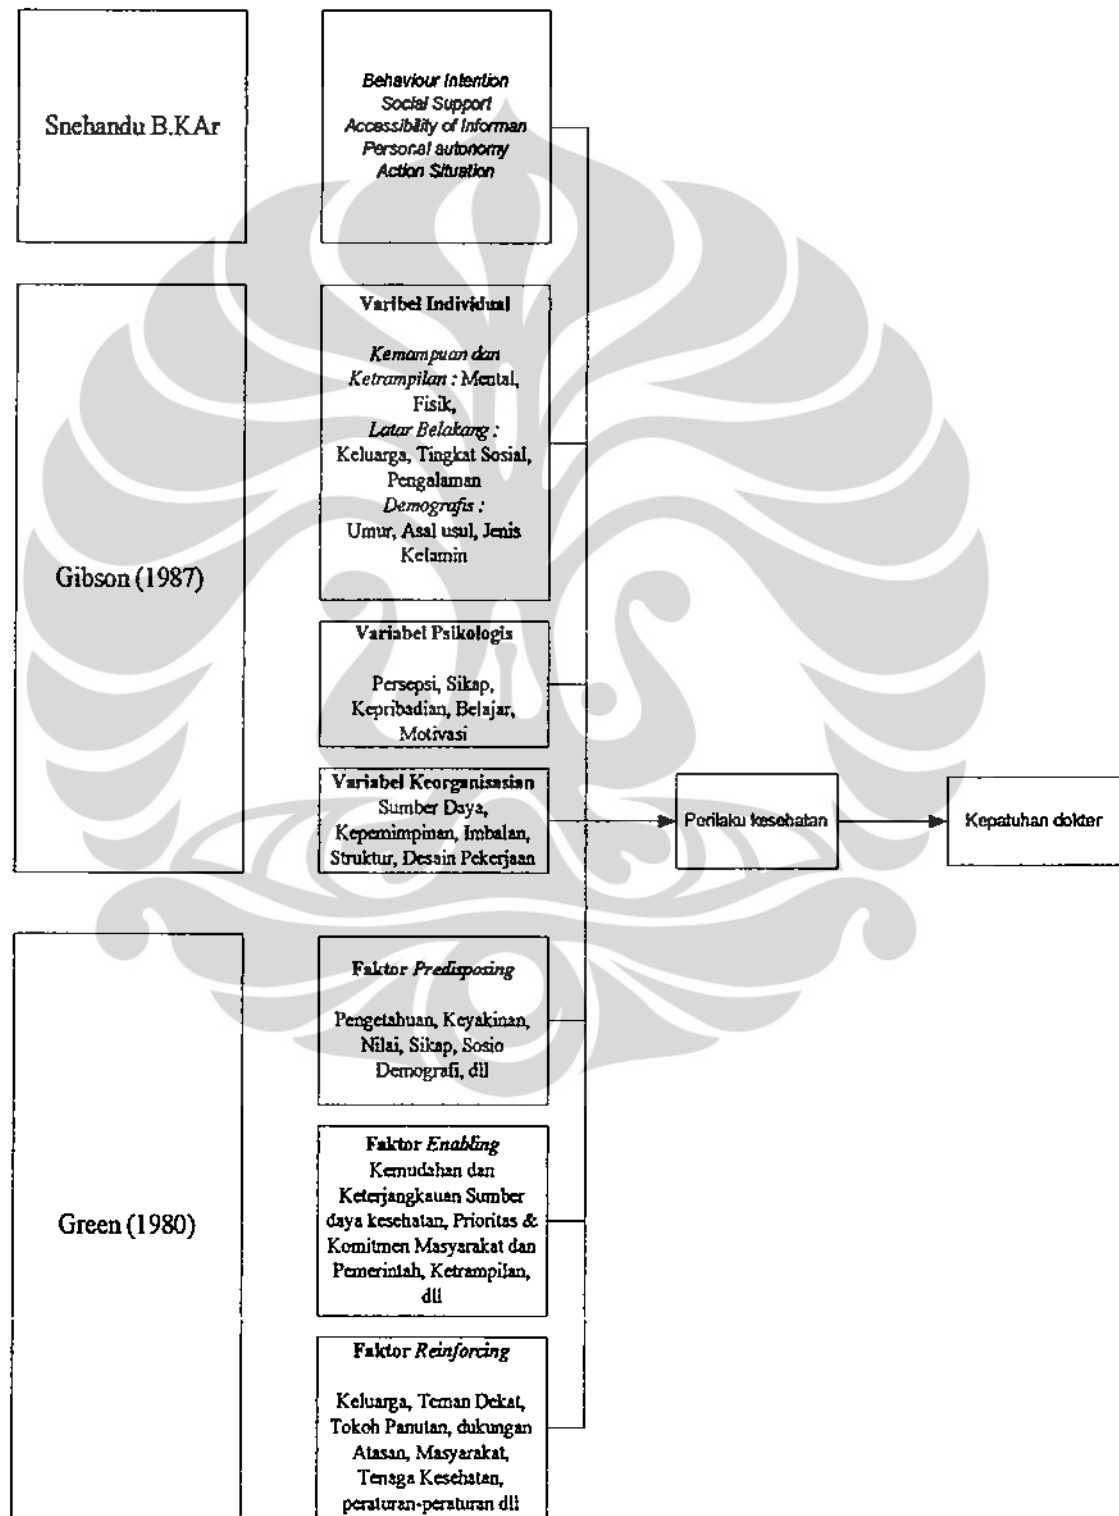 Snehandu B.KAr
Behaviour Intention
Social Support
Accessibility of Informan
Personal autonomy
Action Situation
Gibson (1987)
Varibel Individual
Kemampuan dan
Ketrampilan : Mental,
Fisik,
Latar Belakang :
Keluarga, Tingkat Sosial,
Pengalaman
Demografis :
Umur, Asal usul, Jenis
Kelamin
Variabel Psikologis
Persepsi, Sikap,
Kepribadian, Belajar,
Motivasi
Variabel Keorganisasian
Sumber Daya,
Kepemimpinan, Imbalan,
Struktur, Desain Pekerjaan
Perilaku kesehatan
Kepatuhan dokter
Green (1980)
Faktor Predisposing
Pengetahuan, Keyakinan,
Nilai, Sikap, Sosio
Demografi, dll
Faktor Enabling
Kemudahan dan
Keterjangkauan Sumber
daya kesehatan, Prioritas &
Komitmen Masyarakat dan
Pemerintah, Ketrampilan,
dll
Faktor Reinforcing
Keluarga, Teman Dekat,
Tokoh Panutan, dukungan
Atasan, Masyarakat,
Tenaga Kesehatan,
peraturan-peraturan dll